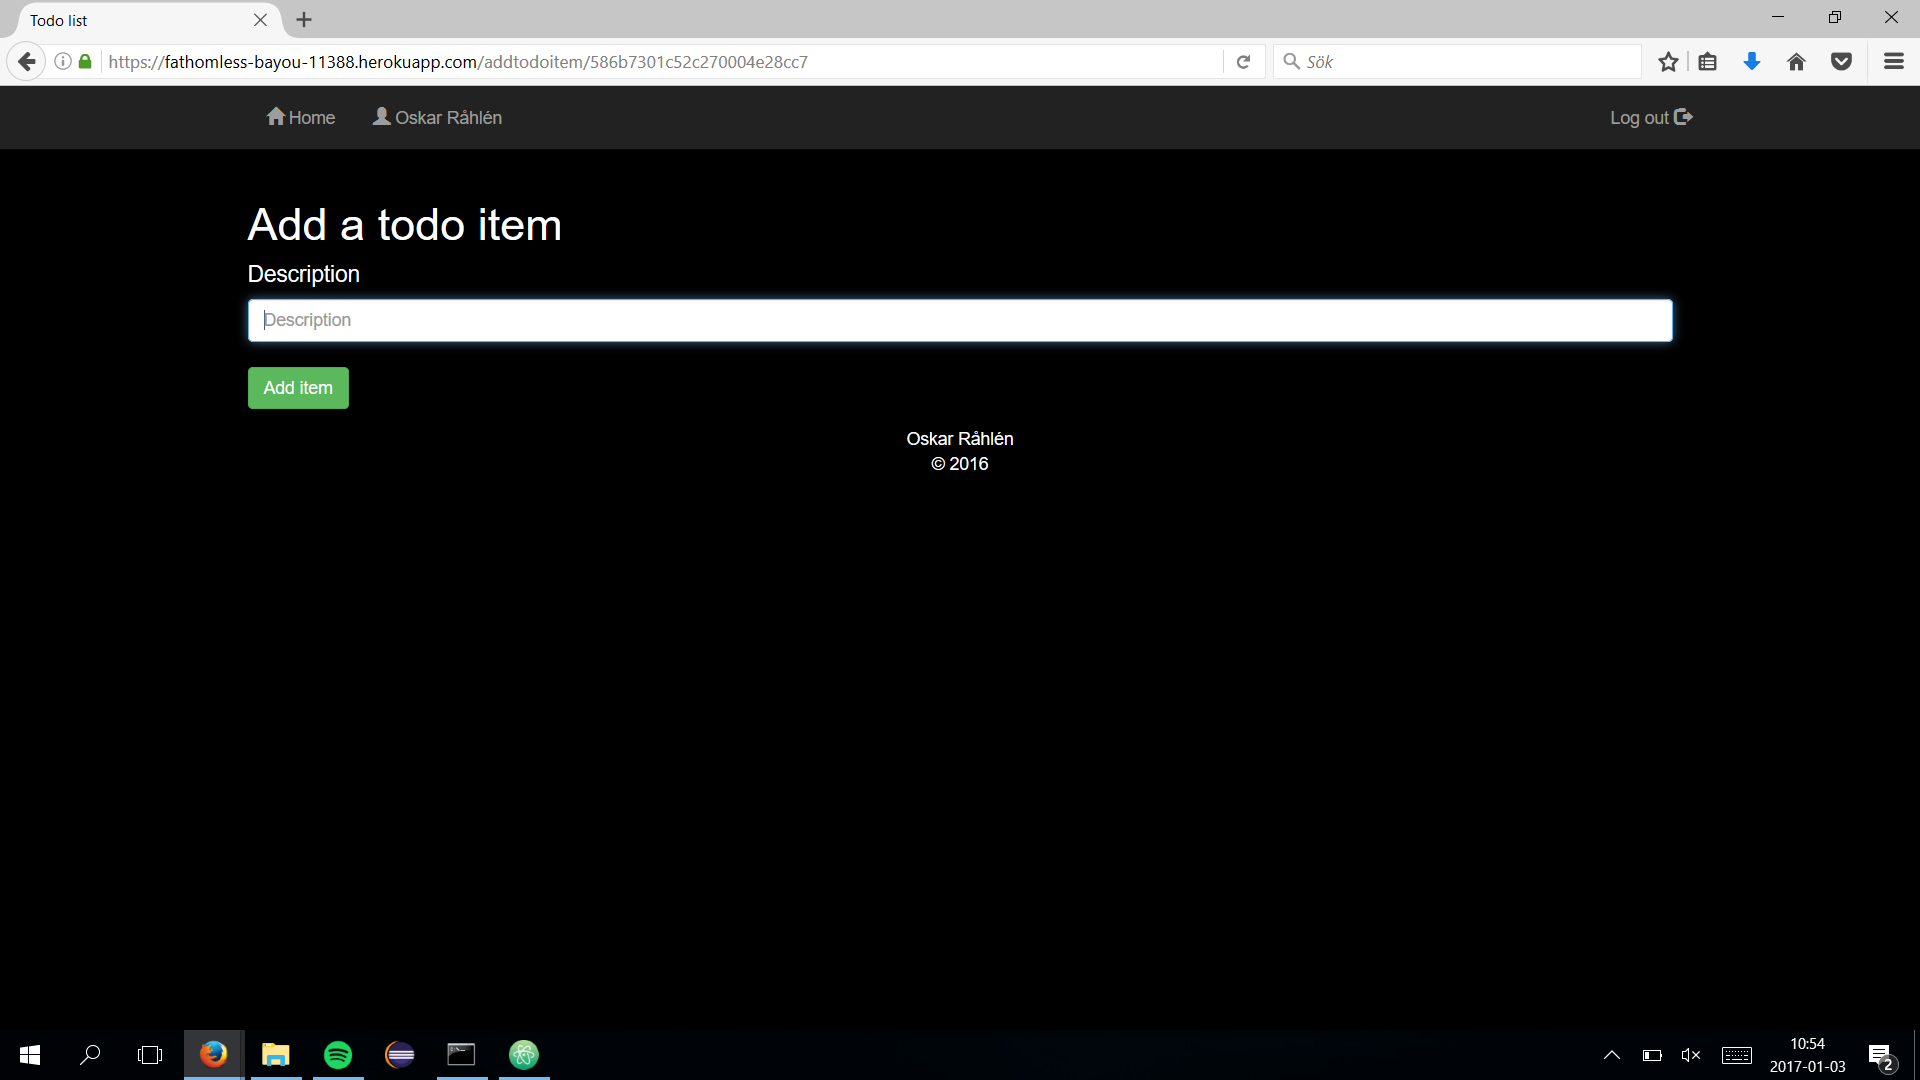 Todo list
https://fathomless-bayou-11388.herokuapp.com/addtodoitem/586b7301c52c270004e28cc7
Sök
Home
Oskar Råhlén
Log out
Add a todo item
Description
Description
Add item
Oskar Råhlén
© 2016
10:54
2017-01-03
2